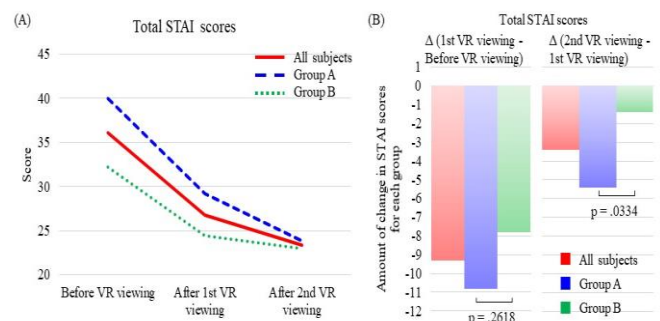 (A)
Total STAI scores
45
40
35
30
25
20
Score
All subjects
Group A
Group B
Before VR viewing
After 1st VR
viewing
After 2nd VR
viewing
(B)
Total STAI scores
Δ (1st VR viewing -
Before VR viewing)
Δ (2nd VR viewing -
1st VR viewing)
Amount of change in STAI scores
for each group
1
0
-1
-2
-3
-4
-5
-6
-7
-8
-9
-10
-11
-12
p = .0334
p = .2618
All subjects
Group A
Group B